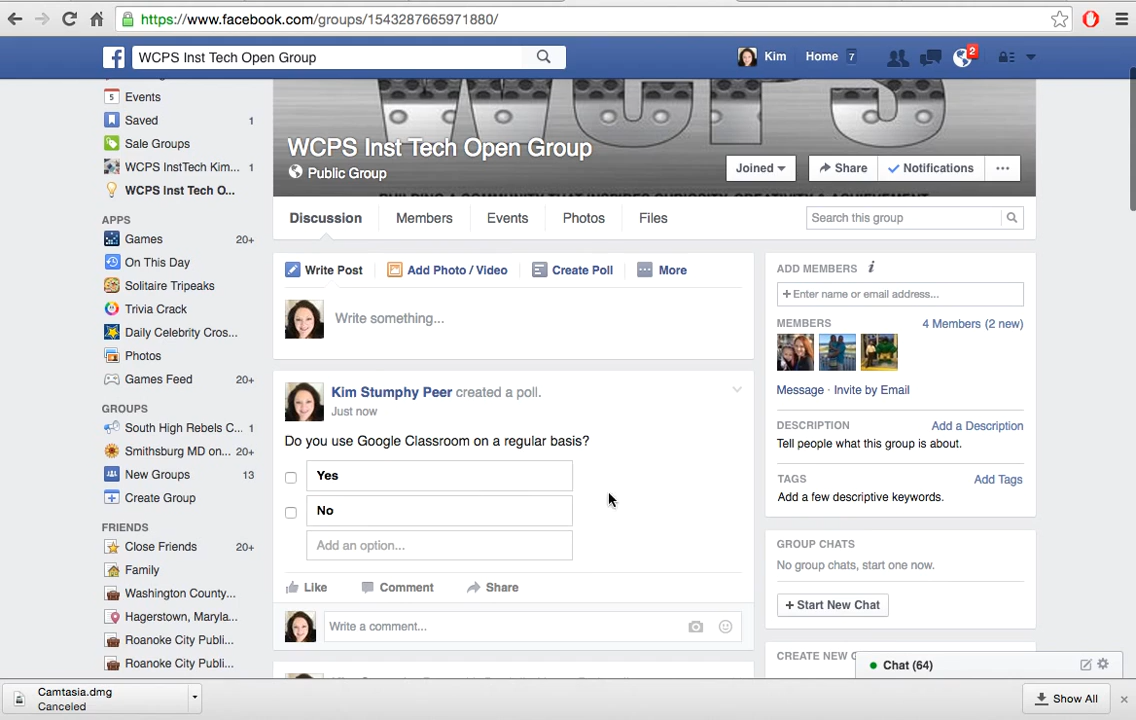 https://www.facebook.com/groups/1543287665971880/
WCPS Inst Tech Open Group
Kim
Home 7
2
5 Events
Saved 1
Sale Groups
WCPS InstTech Kim... 1
WCPS Inst Tech O...
APPS
Games 20+
On This Day
Solitaire Tripeaks
Trivia Crack
Daily Celebrity Cros...
Photos
Games Feed 20+
GROUPS
South High Rebels C... 1
Smithsburg MD on... 20+
New Groups 13
Create Group
FRIENDS
Close Friends 20+
Family
Washington County...
Hagerstown, Maryla...
Roanoke City Publi...
Roanoke City Publi...
WCPS
WCPS Inst Tech Open Group
Public Group
Joined
Share
Notifications
Discussion
Members
Events
Photos
Files
Search this group
Write Post
Add Photo / Video
Create Poll
More
Write something...
Kim Stumphy Peer created a poll.
Just now
Do you use Google Classroom on a regular basis?
Yes
No
Add an option...
Like
Comment
Share
Write a comment...
ADD MEMBERS i
+ Enter name or email address...
MEMBERS 4 Members (2 new)
Message · Invite by Email
DESCRIPTION Add a Description
Tell people what this group is about.
TAGS Add Tags
Add a few descriptive keywords.
GROUP CHATS
No group chats, start one now.
+ Start New Chat
CREATE NEW
Chat (64)
Camtasia.dmg
Canceled
Show All